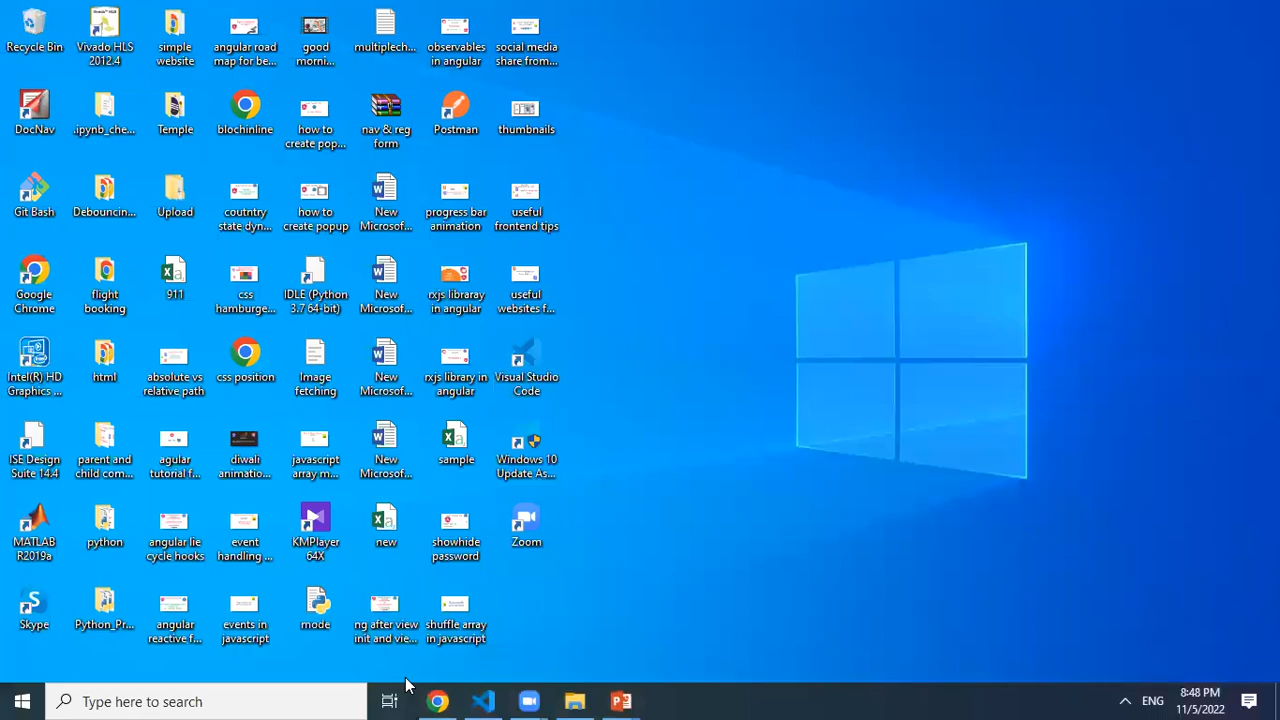 Recycle Bin
Vivado HLS
2012.4
simple
website
angular road
map for be...
good
morni...
multiplech...
observables
in angular
social media
share from...
DocNav
.ipynb_che...
Temple
blochinline
how to
create pop...
nav & reg
form
Postman
thumbnails
Git Bash
Debouncin...
Upload
coutntry
state dyn...
how to
create popup
New
Microsof...
progress bar
animation
useful
frontend tips
Google
Chrome
flight
booking
911
css
hamburge...
IDLE (Python
3.7 64-bit)
New
Microsof...
rxjs libraray
in angular
useful
websites f...
Intel(R) HD
Graphics ...
html
absolute vs
relative path
css position
Image
fetching
New
Microsof...
rxjs library in
angular
Visual Studio
Code
ISE Design
Suite 14.4
parent and
child com...
agular
tutorial f...
diwali
animatio...
javascript
array m...
New
Microsof...
sample
Windows 10
Update As...
MATLAB
R2019a
python
angular lie
cycle hooks
event
handling ...
KMPlayer
64X
new
showhide
password
Zoom
Skype
Python_Pr...
angular
reactive f...
events in
javascript
mode
ng after view
init and vie...
shuffle array
in javascript
Type here to search
ENG
8:48 PM
11/5/2022